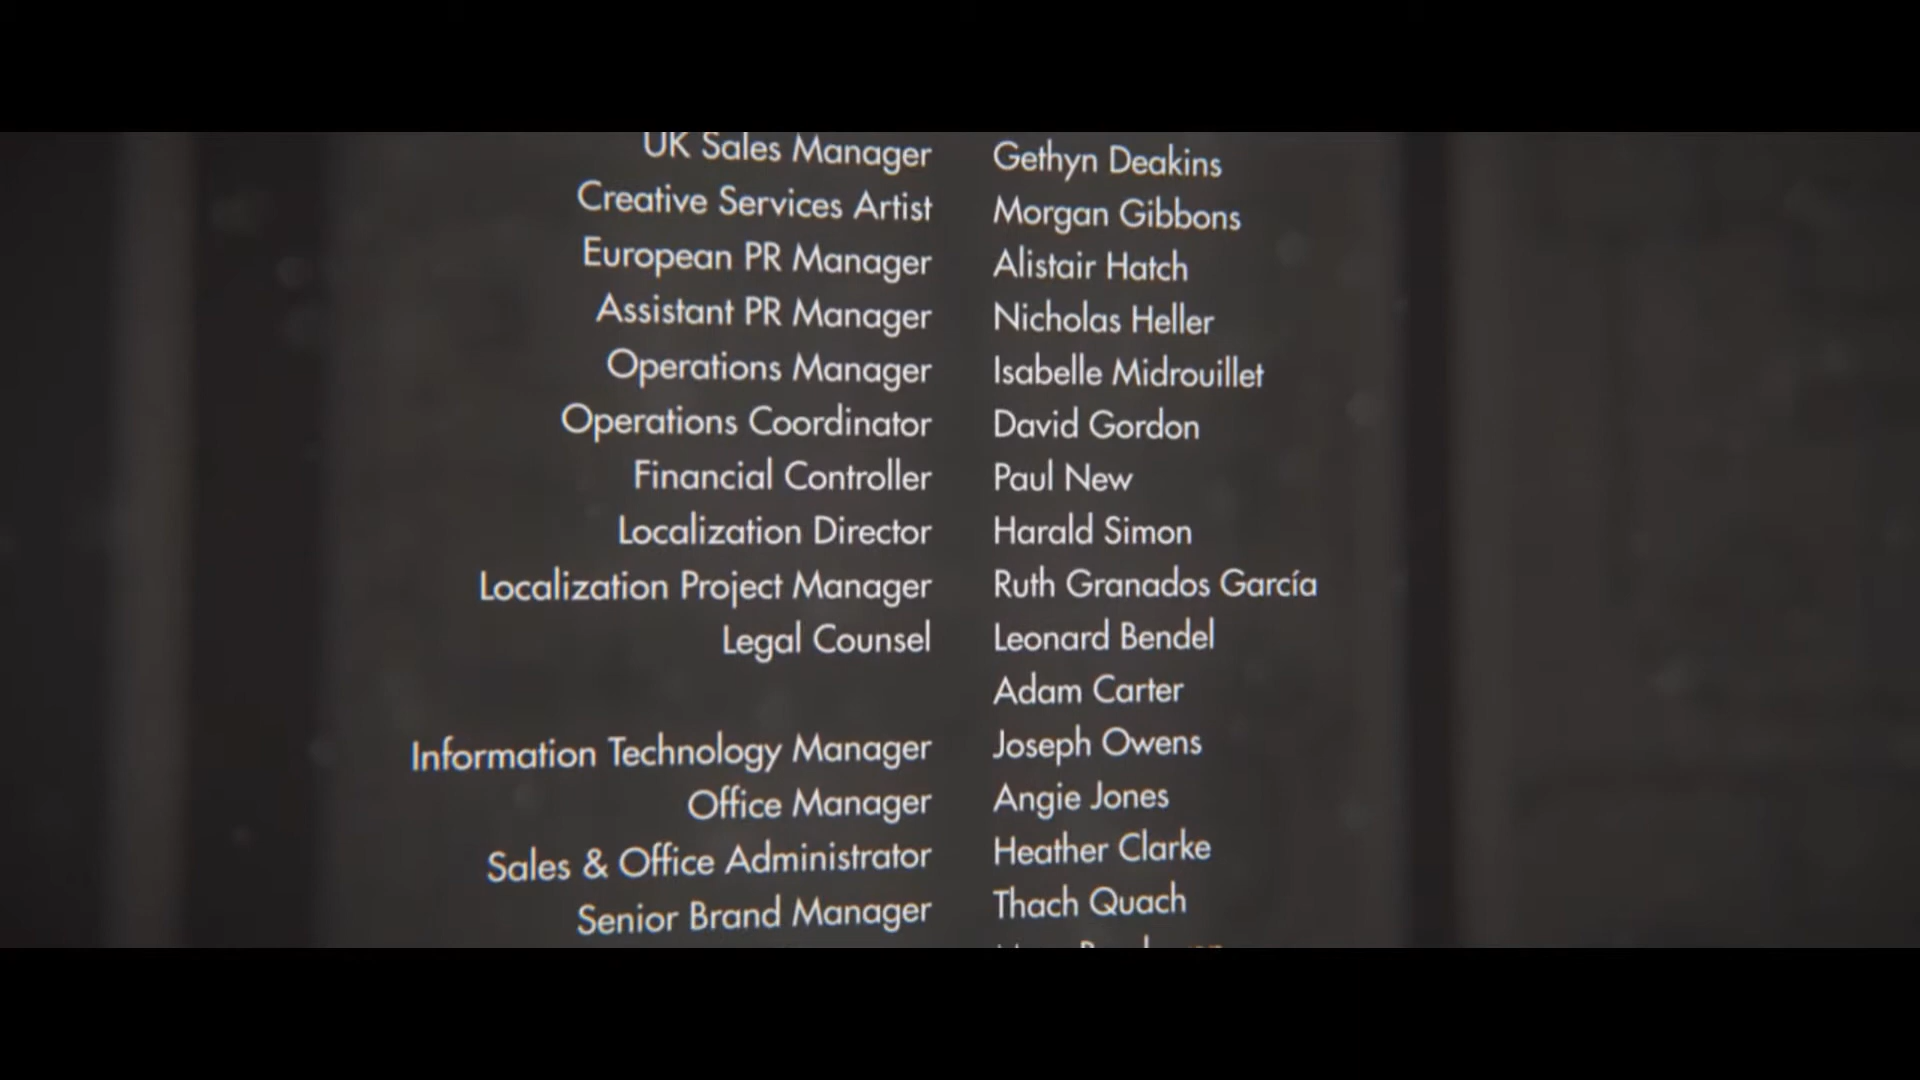 UK Sales Manager Gethyn Deakins
Creative Services Artist Morgan Gibbons
European PR Manager Alistair Hatch
Assistant PR Manager Nicholas Heller
Operations Manager Isabelle Midrouillet
Operations Coordinator David Gordon
Financial Controller Paul New
Localization Director Harald Simon
Localization Project Manager Ruth Granados García
Legal Counsel Leonard Bendel
Adam Carter
Information Technology Manager Joseph Owens
Office Manager Angie Jones
Sales & Office Administrator Heather Clarke
Senior Brand Manager Thach Quach